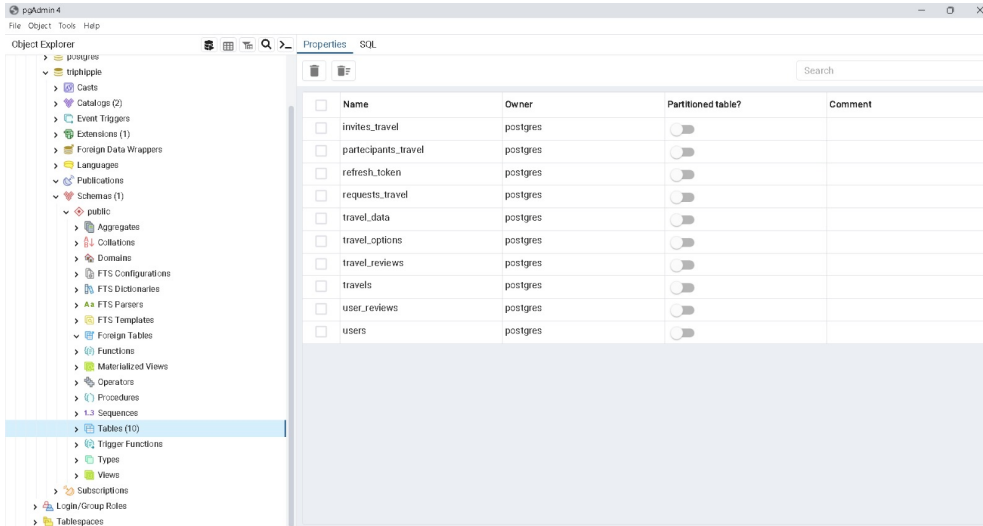 pgAdmin 4
File Object Tools Help
Object Explorer
postgres
triphippie
Casts
Catalogs (2)
Event Triggers
Extensions (1)
Foreign Data Wrappers
Languages
Publications
Schemas (1)
public
Aggregates
Collations
Domains
FTS Configurations
FTS Dictionaries
FTS Parsers
FTS Templates
Foreign Tables
Functions
Materialized Views
Operators
Procedures
1..3 Sequences
Tables (10)
Trigger Functions
Types
Views
Subscriptions
Login/Group Roles
Tablespaces
Properties SQL
Search
Name Owner Partitioned table? Comment
invites_travel postgres
partecipants_travel postgres
refresh_token postgres
requests_travel postgres
travel_data postgres
travel_options postgres
travel_reviews postgres
travels postgres
user_reviews postgres
users postgres